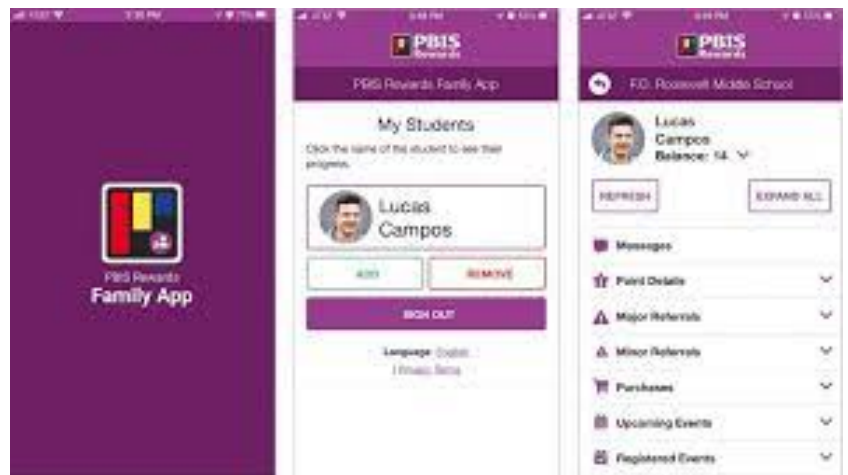 PBIS Rewards
Family App
PBIS
Rewards
PBIS Rewards Family App
My Students
Click the name of the student to see their
progress.
Lucas
Campos
ADD
REMOVE
SIGN OUT
Language: English
PBIS
Rewards
F.D. Roosevelt Middle School
Lucas
Campos
Balance: 14
REFRESH
EXPAND ALL
Messages
Point Details
Major Referrals
Minor Referrals
Purchases
Upcoming Events
Registered Events